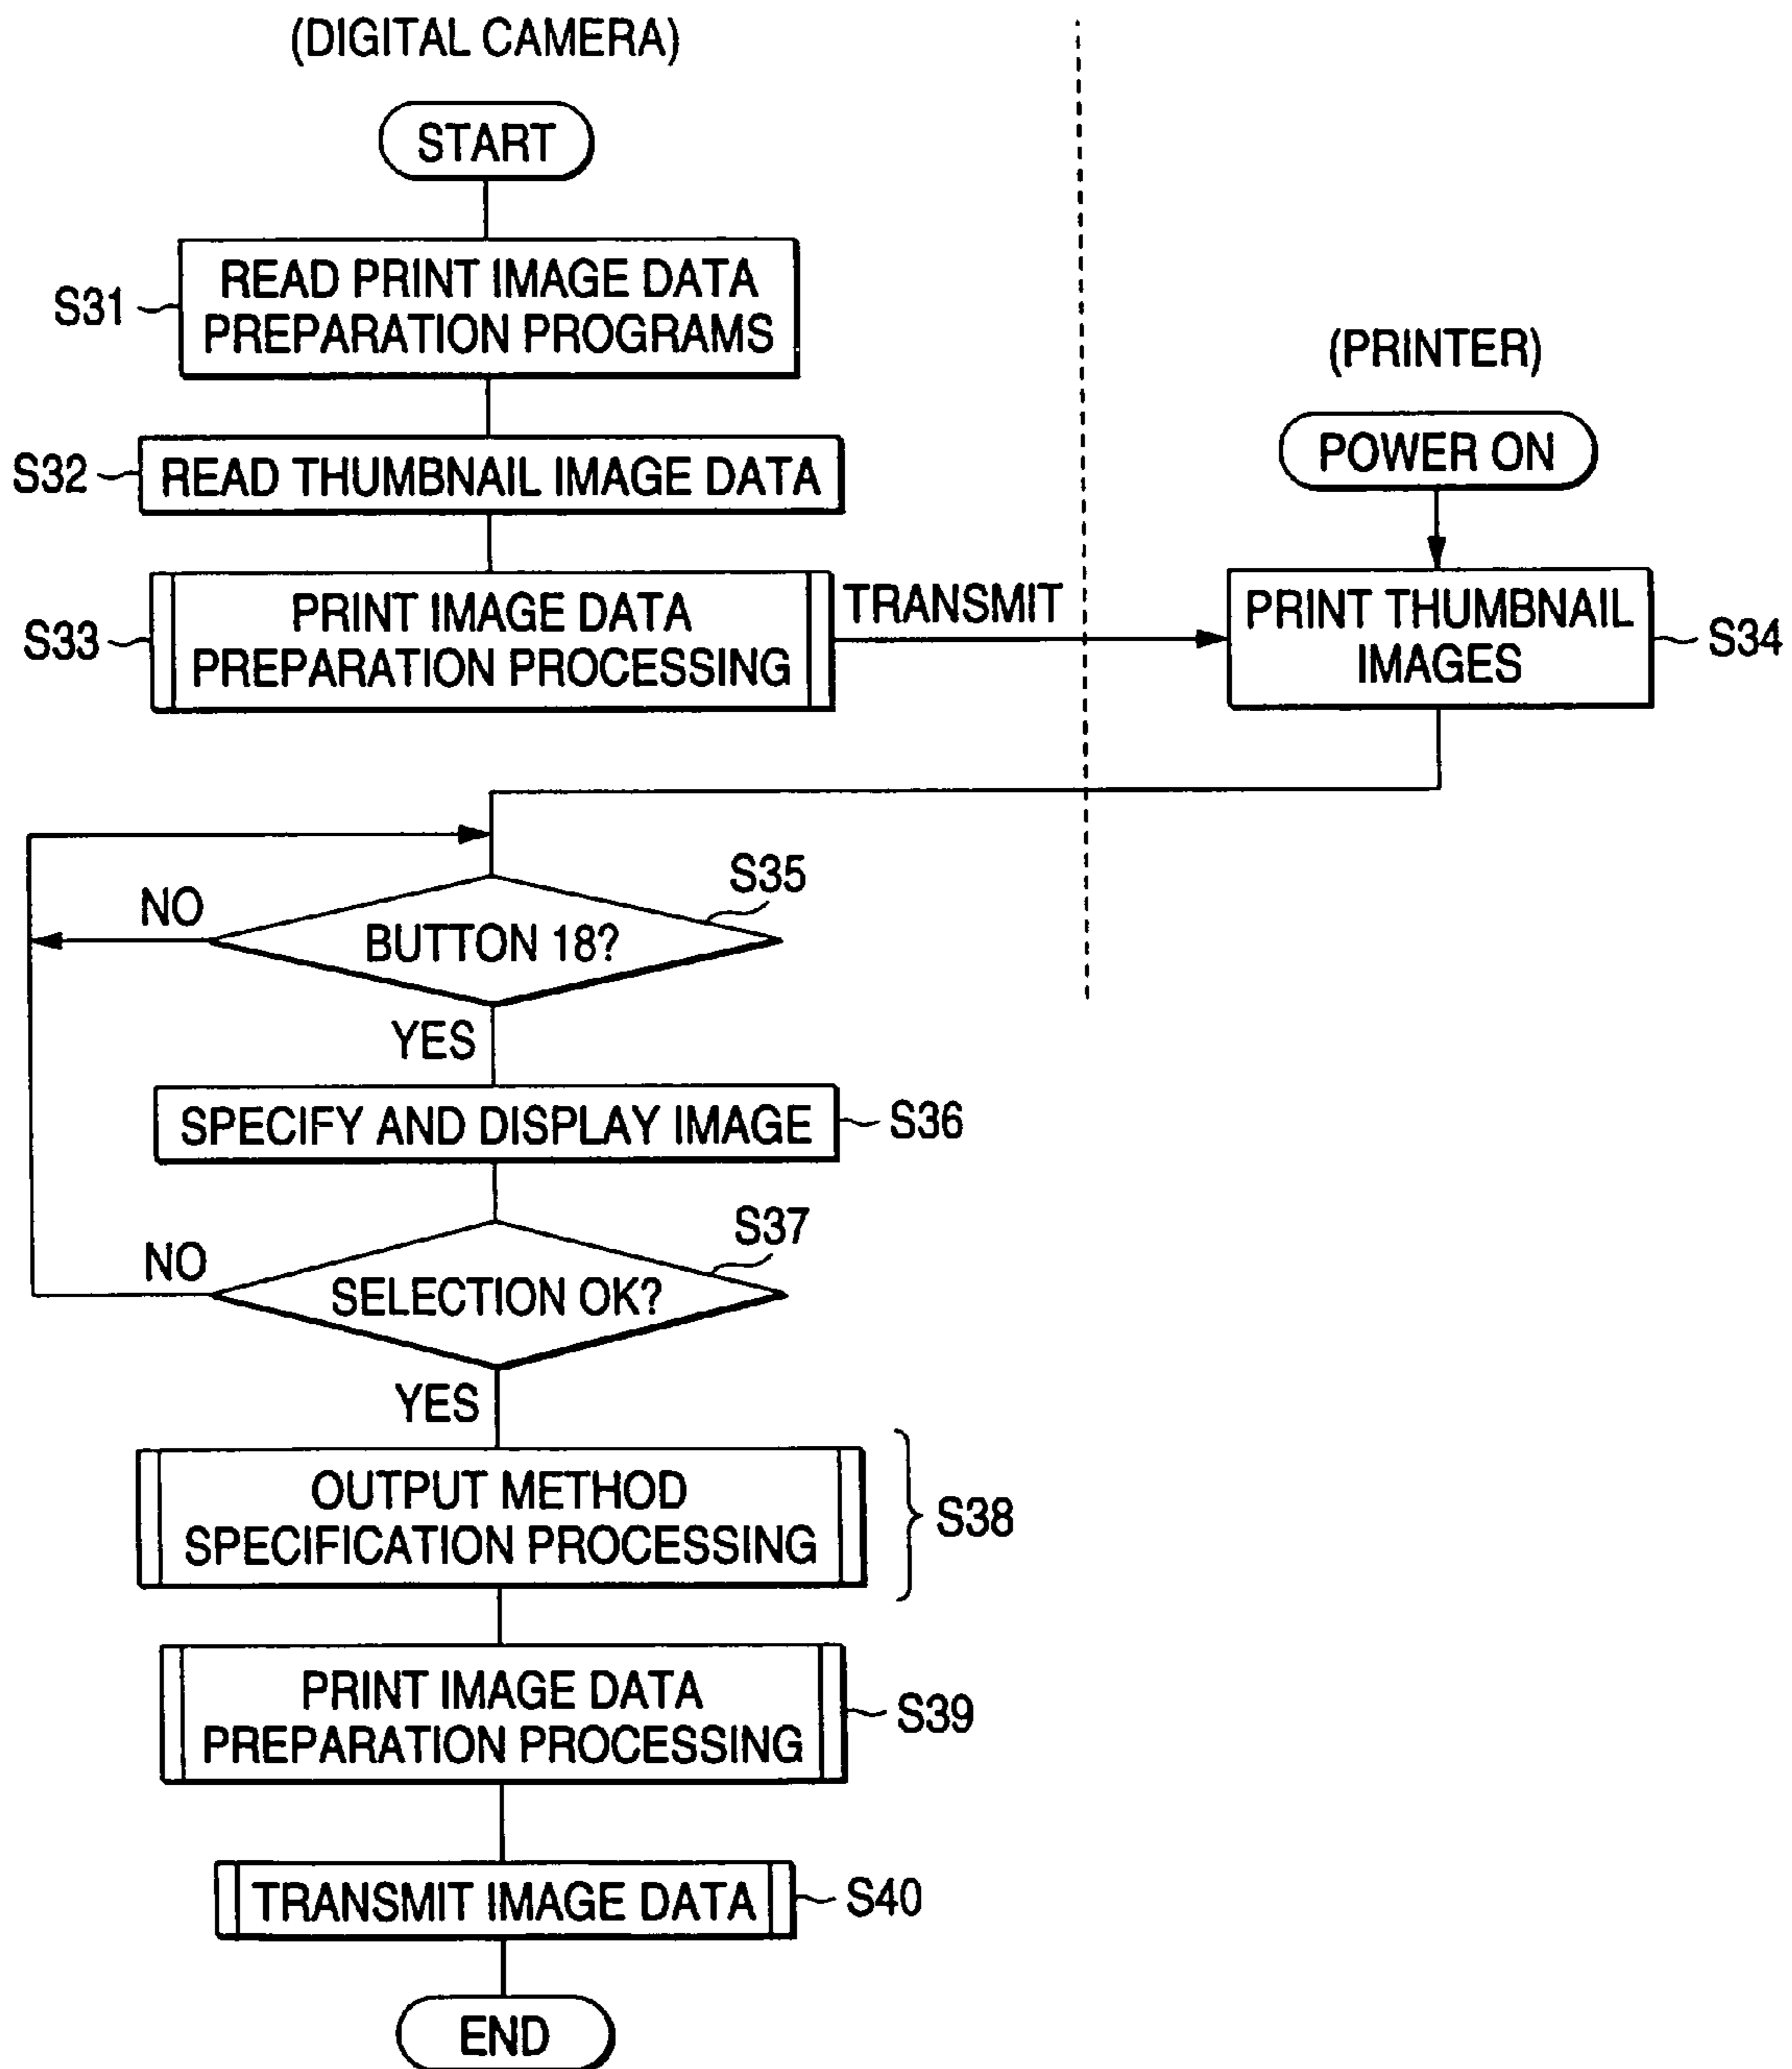 (DIGITAL CAMERA)
START
S31
READ PRINT IMAGE DATA
PREPARATION PROGRAMS
(PRINTER)
POWER ON
S32
READ THUMBNAIL IMAGE DATA
S33
PRINT IMAGE DATA
PREPARATION PROCESSING
TRANSMIT
PRINT THUMBNAIL
IMAGES
S34
S35
NO
BUTTON 18?
YES
SPECIFY AND DISPLAY IMAGE
S36
S37
NO
SELECTION OK?
YES
OUTPUT METHOD
SPECIFICATION PROCESSING
S38
PRINT IMAGE DATA
PREPARATION PROCESSING
S39
TRANSMIT IMAGE DATA
S40
END